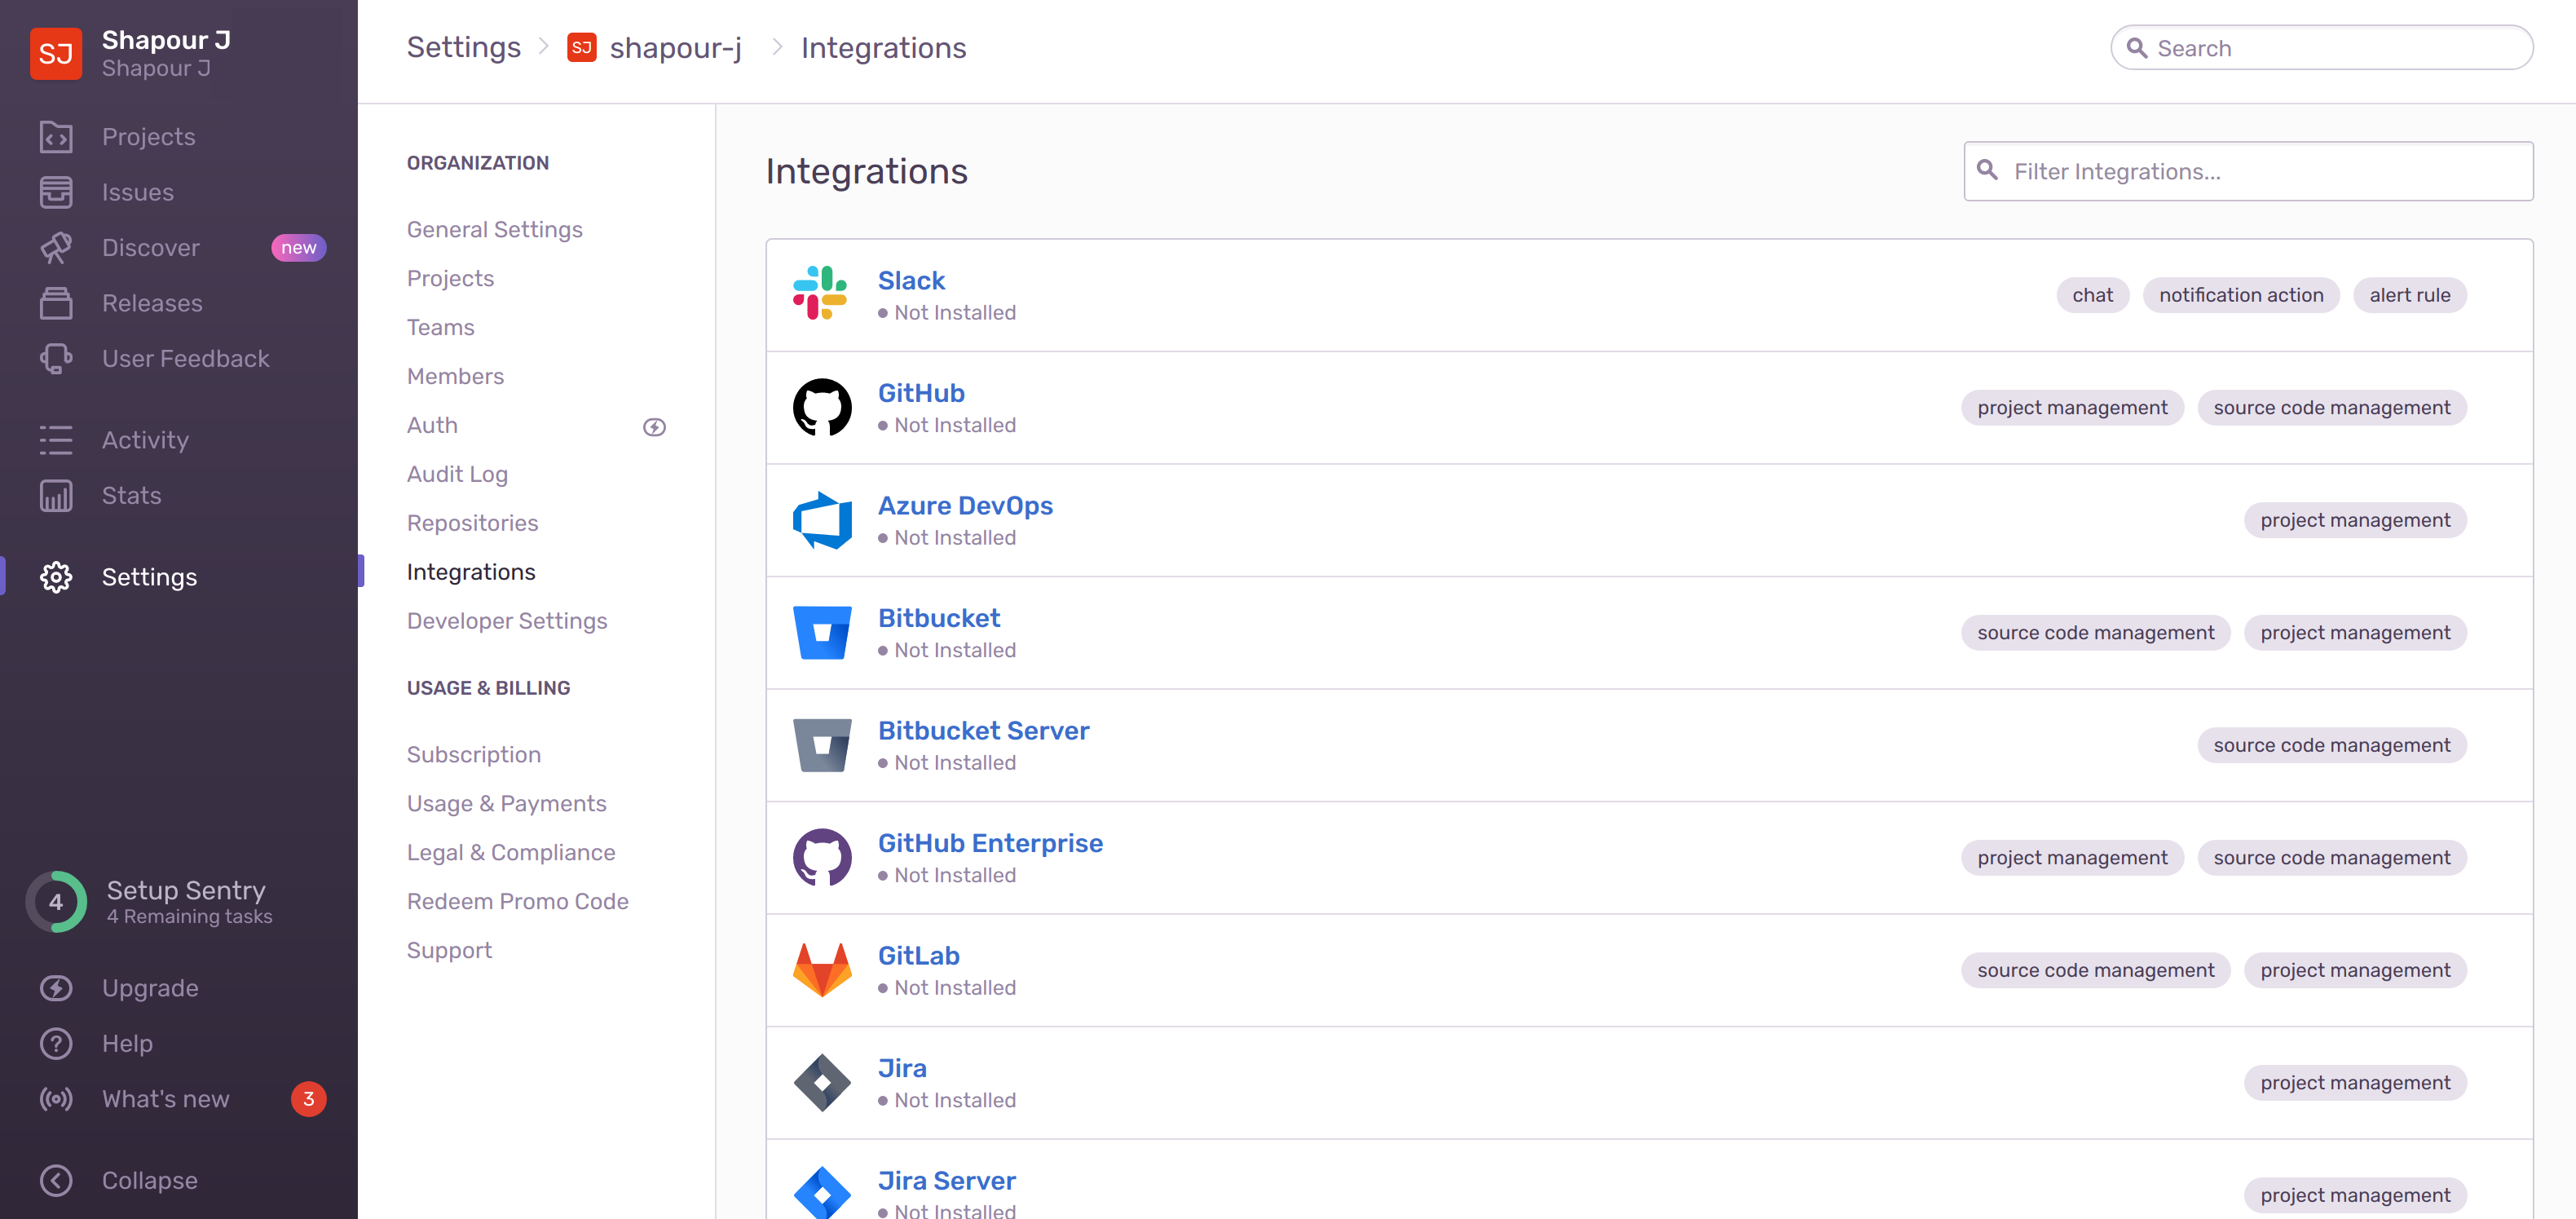 SJ
Shapour J
Shapour J
Projects
Issues
Discover new
Releases
User Feedback
Activity
Stats
Settings
4
Setup Sentry
4 Remaining tasks
Upgrade
Help
What's new 3
Collapse
Settings SJ shapour-j Integrations
Search
ORGANIZATION
General Settings
Projects
Teams
Members
Auth
Audit Log
Repositories
Integrations
Developer Settings
USAGE & BILLING
Subscription
Usage & Payments
Legal & Compliance
Redeem Promo Code
Support
Integrations
Filter Integrations...
Slack
Not Installed
chat notification action alert rule
GitHub
Not Installed
project management source code management
Azure DevOps
Not Installed
project management
Bitbucket
Not Installed
source code management project management
Bitbucket Server
Not Installed
source code management
GitHub Enterprise
Not Installed
project management source code management
GitLab
Not Installed
source code management project management
Jira
Not Installed
project management
Jira Server
Not Installed
project management